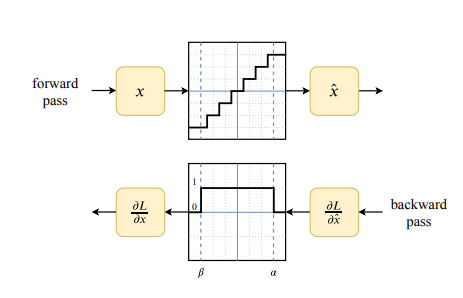 forward
pass
x
x̂
1
0
∂L
∂x
∂L
∂x̂
backward
pass
β
α